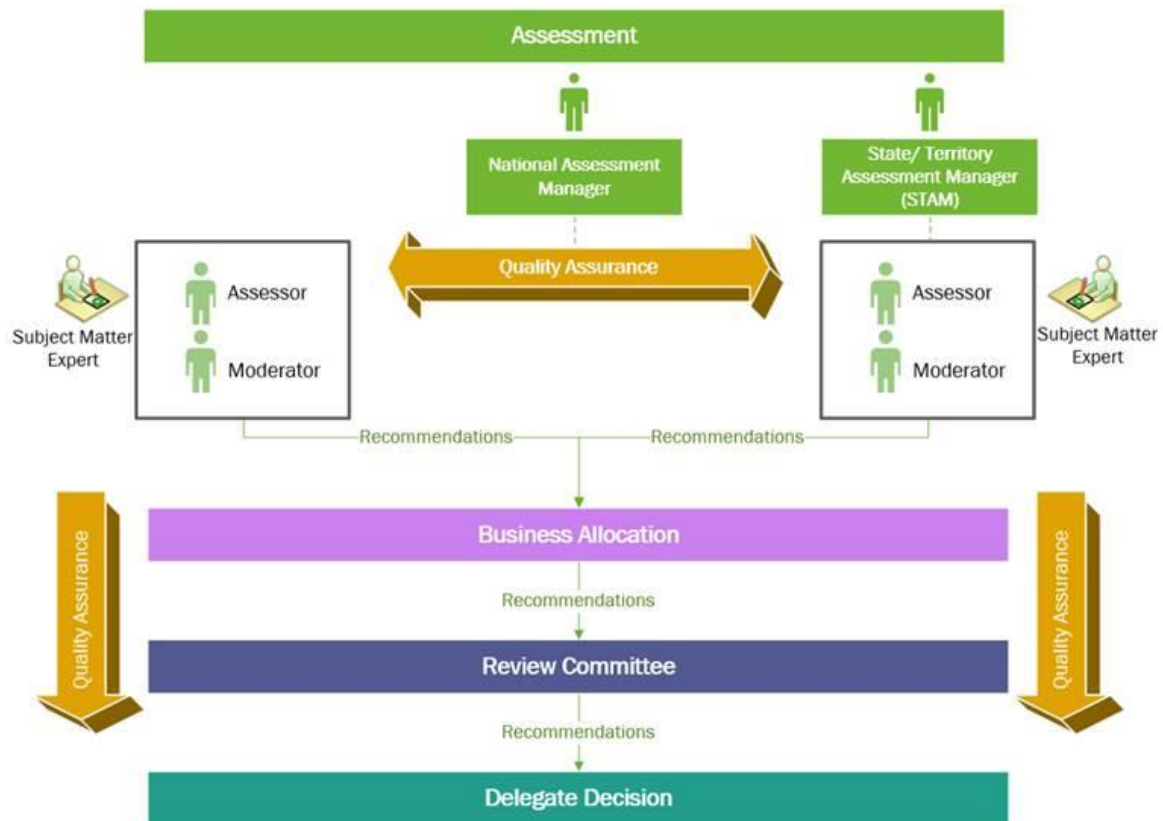 Assessment
National Assessment
Manager
State/ Territory
Assessment Manager
(STAM)
Quality Assurance
Subject Matter
Expert
Assessor
Moderator
Assessor
Moderator
Subject Matter
Expert
Recommendations
Recommendations
Quality Assurance
Business Allocation
Recommendations
Review Committee
Recommendations
Delegate Decision
Quality Assurance